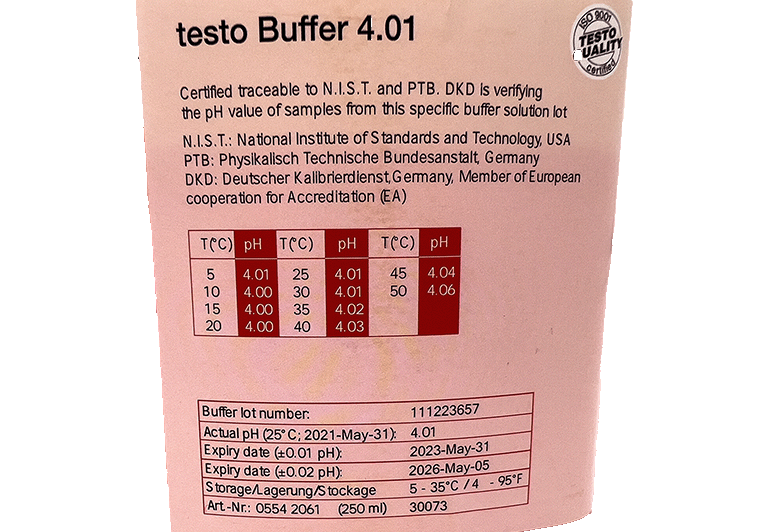 testo Buffer 4.01
ISO 9001
TESTO
QUALITY
certified
Certified traceable to N.I.S.T. and PTB. DKD is verifying
the pH value of samples from this specific buffer solution lot
N.I.S.T.: National Institute of Standards and Technology, USA
PTB: Physikalisch Technische Bundesanstalt, Germany
DKD: Deutscher Kalibrierdienst,Germany, Member of European
cooperation for Accreditation (EA)
T(°C) pH T(°C) pH T(°C) pH
5 4.01 25 4.01 45 4.04
10 4.00 30 4.01 50 4.06
15 4.00 35 4.02
20 4.00 40 4.03
Buffer lot number: 111223657
Actual pH (25°C; 2021-May-31): 4.01
Expiry date (±0.01 pH): 2023-May-31
Expiry date (±0.02 pH): 2026-May-05
Storage/Lagerung/Stockage 5 - 35°C / 4 - 95°F
Art.-Nr.: 0554 2061 (250 ml) 30073